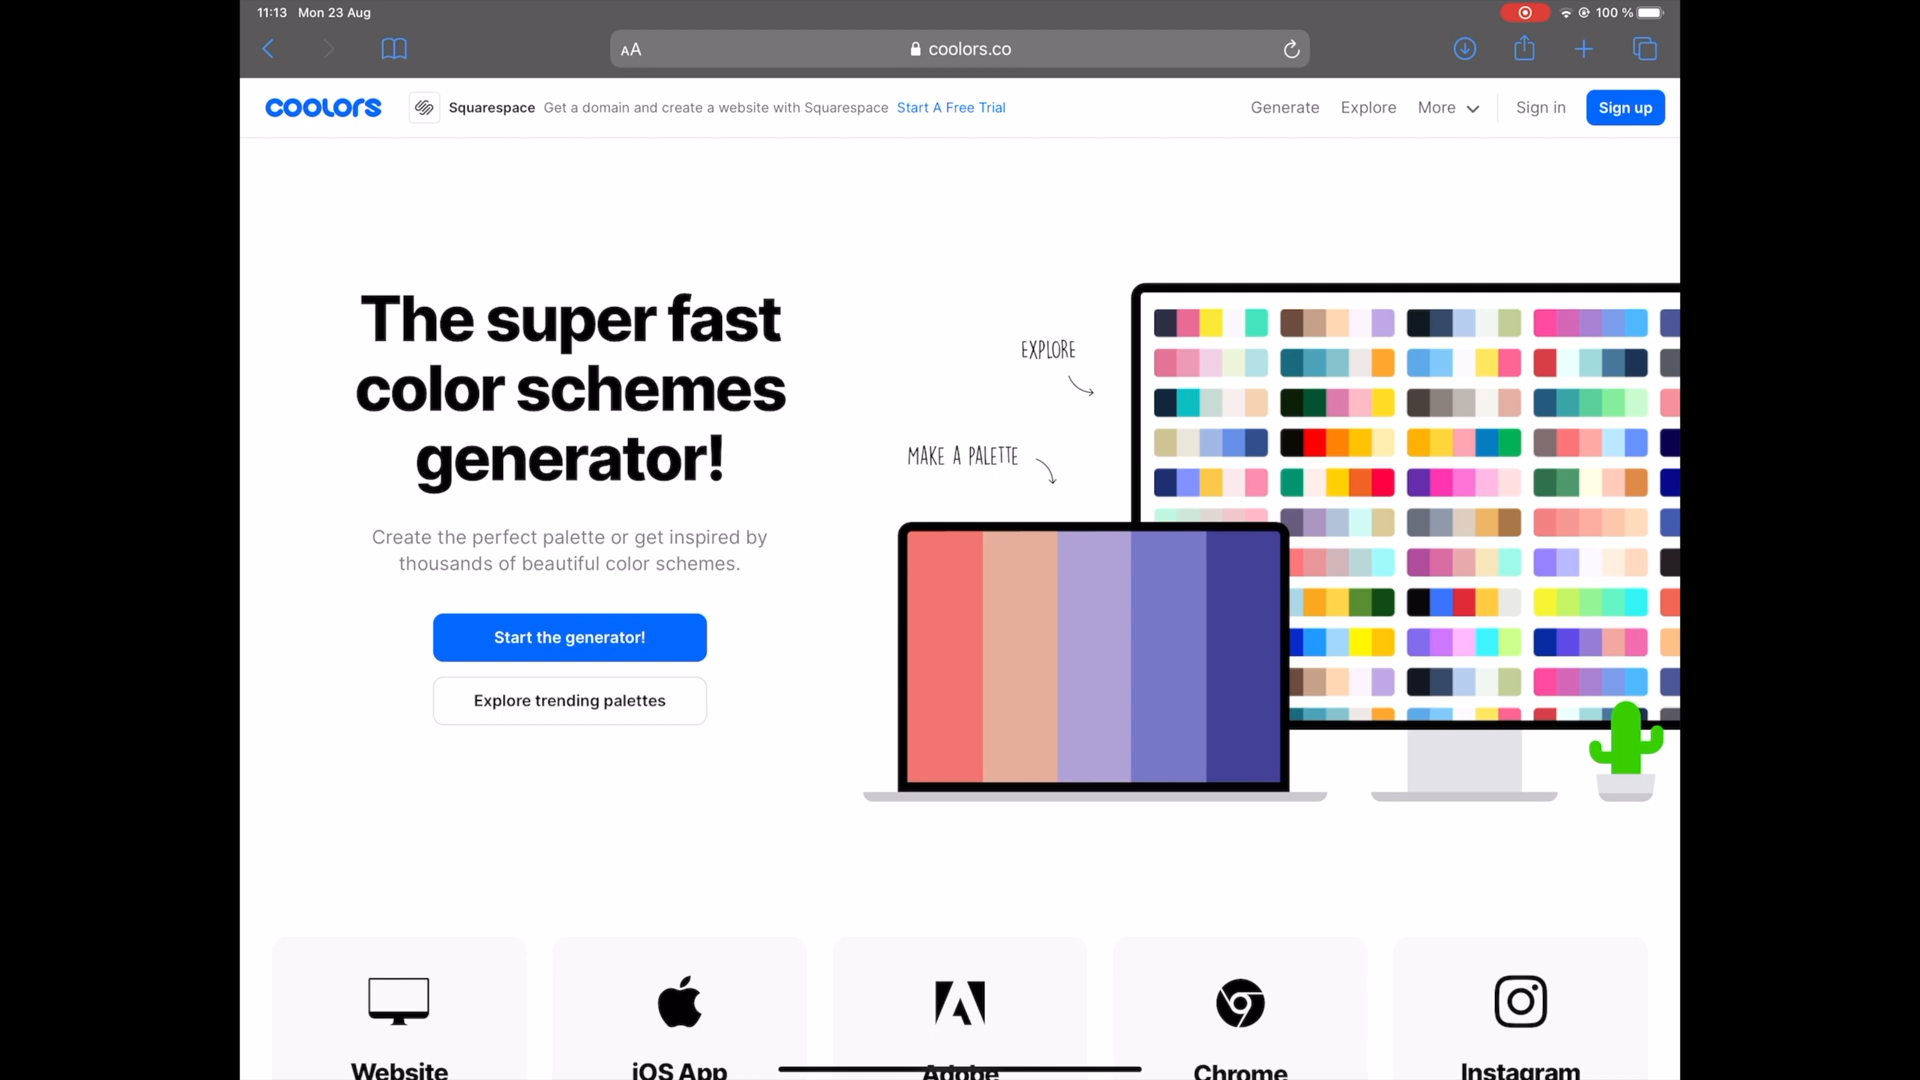 11:13 Mon 23 Aug
100 %
AA
coolors.co
coolors
Squarespace Get a domain and create a website with Squarespace Start A Free Trial
Generate Explore More Sign in Sign up
The super fast
color schemes
generator!
Create the perfect palette or get inspired by
thousands of beautiful color schemes.
Start the generator!
Explore trending palettes
EXPLORE
MAKE A PALETTE
Website iOS App Adobe Chrome Instagram